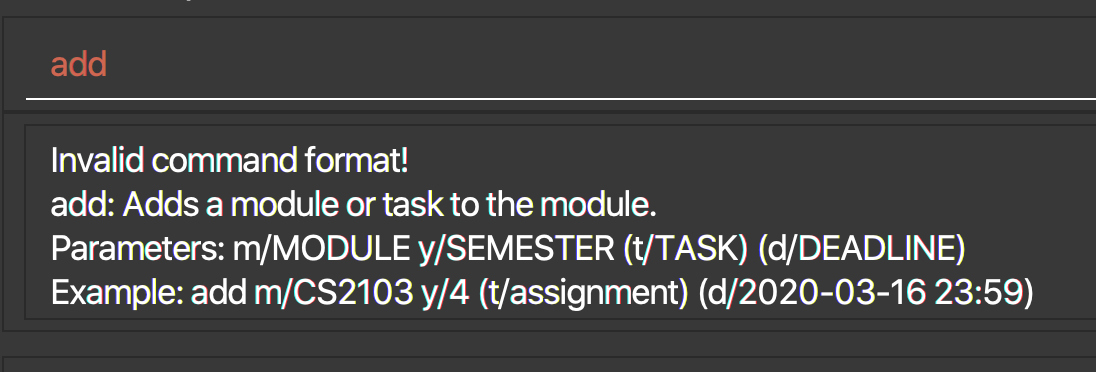 add
Invalid command format!
add: Adds a module or task to the module.
Parameters: m/MODULE y/SEMESTER (t/TASK) (d/DEADLINE)
Example: add m/CS2103 y/4 (t/assignment) (d/2020-03-16 23:59)